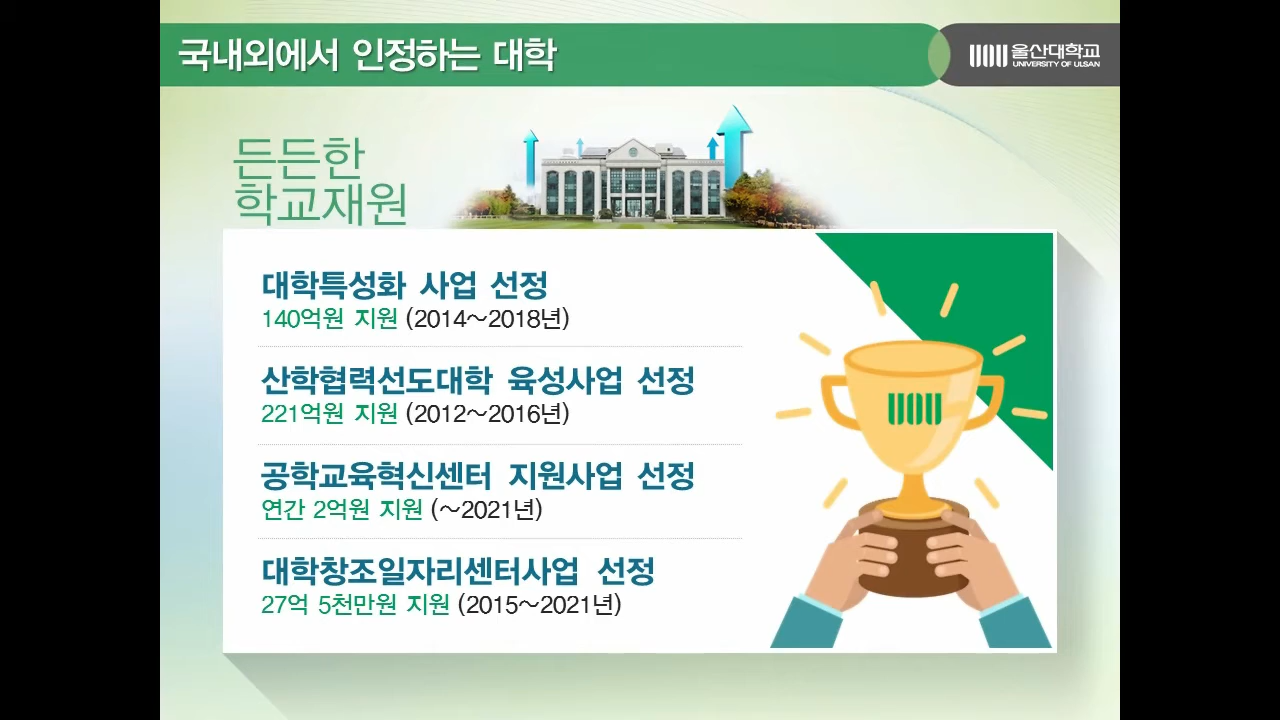 국내외에서 인정하는 대학
울산대학교
UNIVERSITY OF ULSAN
든든한
학교재원
대학특성화 사업 선정
140억원 지원 (2014~2018년)
산학협력선도대학 육성사업 선정
221억원 지원 (2012~2016년)
공학교육혁신센터 지원사업 선정
연간 2억원 지원 (~2021년)
대학창조일자리센터사업 선정
27억 5천만원 지원 (2015~2021년)